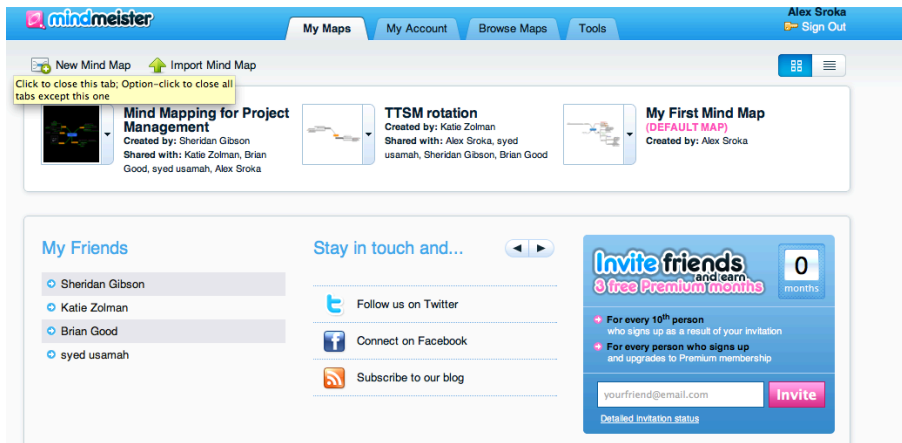 mindmeister
My Maps
My Account
Browse Maps
Tools
Alex Sroka
Sign Out
New Mind Map
Import Mind Map
Click to close this tab; Option-click to close all
tabs except this one
Mind Mapping for Project
Management
Created by: Sheridan Gibson
Shared with: Katie Zolman, Brian
Good, syed usamah, Alex Sroka
TTSM rotation
Created by: Katie Zolman
Shared with: Alex Sroka, syed
usamah, Sheridan Gibson, Brian Good
My First Mind Map
(DEFAULT MAP)
Created by: Alex Sroka
My Friends
Sheridan Gibson
Katie Zolman
Brian Good
syed usamah
Stay in touch and...
Follow us on Twitter
Connect on Facebook
Subscribe to our blog
Invite friends
and earn
3 free Premium months
0
months
For every 10th person
who signs up as a result of your invitation
For every person who signs up
and upgrades to Premium membership
yourfriend@email.com
Invite
Detailed invitation status